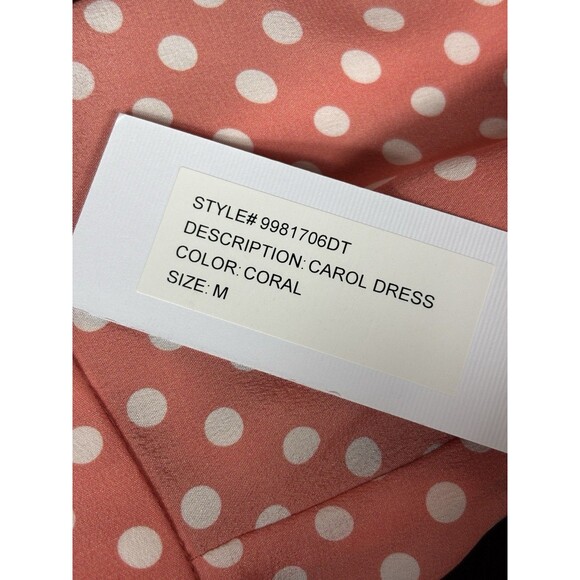 STYLE# 9981706DT
DESCRIPTION: CAROL DRESS
COLOR: CORAL
SIZE: M